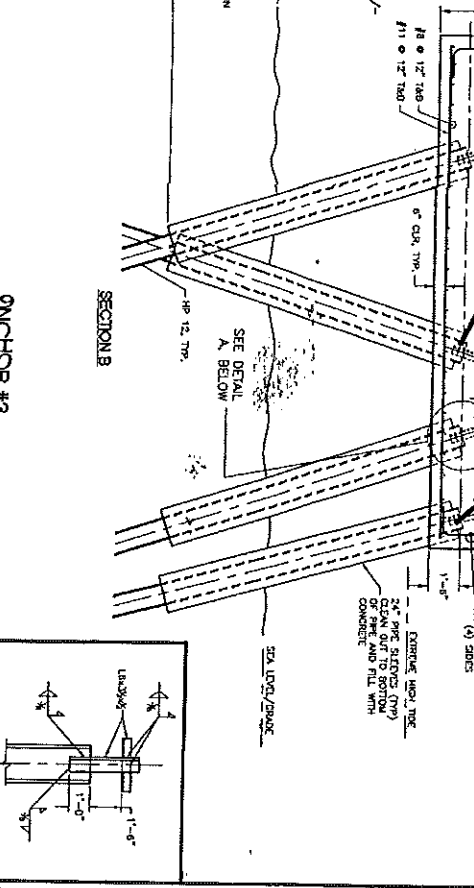 #8 @ 12" T&B
#11 @ 12" T&B
6" CLR. TYP.
(4) SIDES
1'-6"
EXTREME HIGH TIDE
24" PIPE SLEEVES (TYP)
CLEAN OUT TO BOTTOM
OF PIPE AND FILL WITH
CONCRETE
HP 12, TYP.
SEE DETAIL
A, BELOW
SEA LEVEL/GRADE
SECTION B
1'-6"
1'-0"